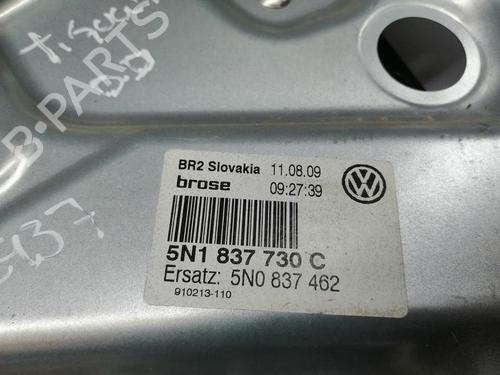 B-PARTS
BR2 Slovakia 11.08.09
brose 09:27:39
5N1 837 730 C
Ersatz: 5N0 837 462
910213-110